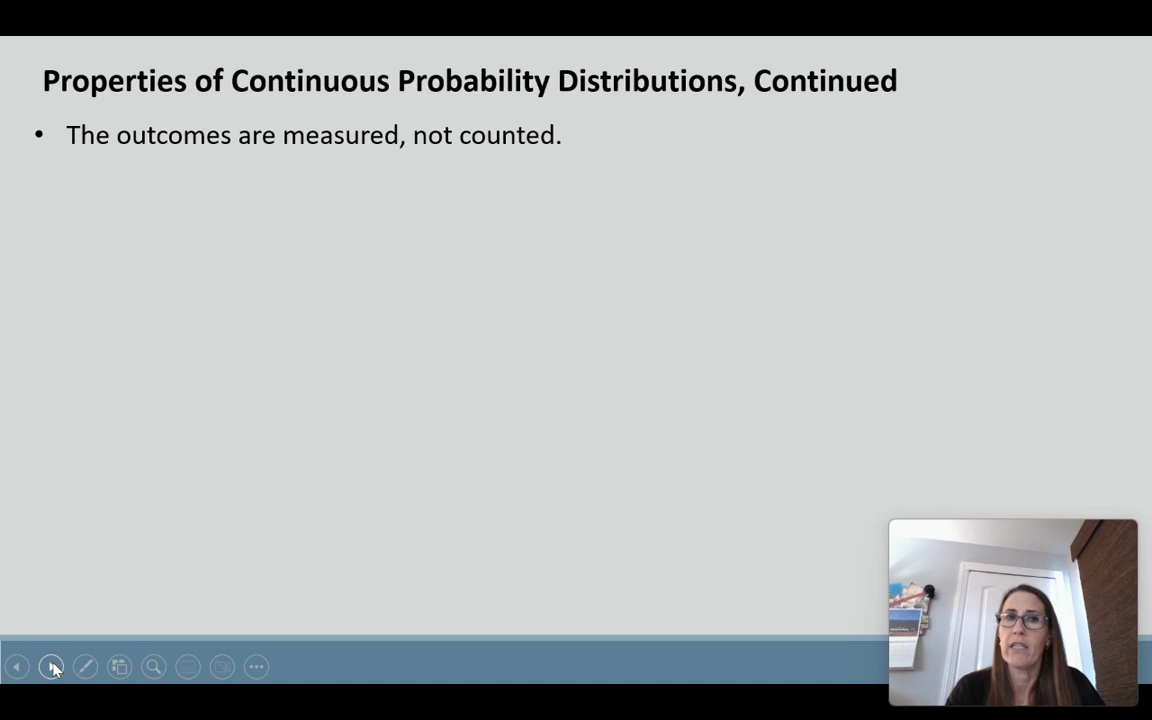 Properties of Continuous Probability Distributions, Continued
• The outcomes are measured, not counted.